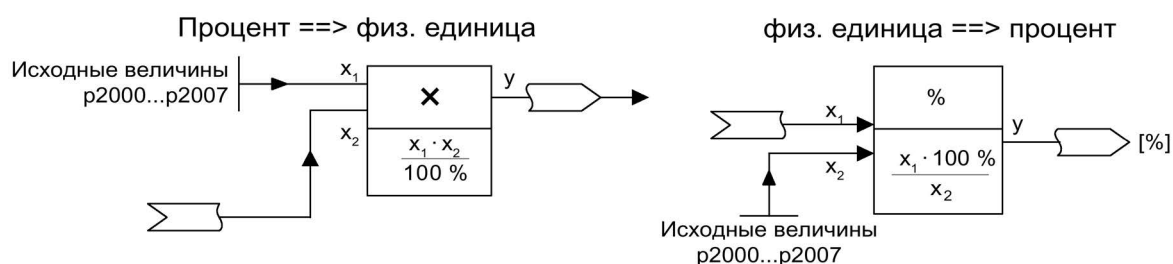 Процент ==> физ. единица
Исходные величины
p2000...p2007
x₁
x₂
×
x₁ · x₂
100 %
y
физ. единица ==> процент
x₁
x₂
%
x₁ · 100 %
x₂
y
[%]
Исходные величины
p2000...p2007